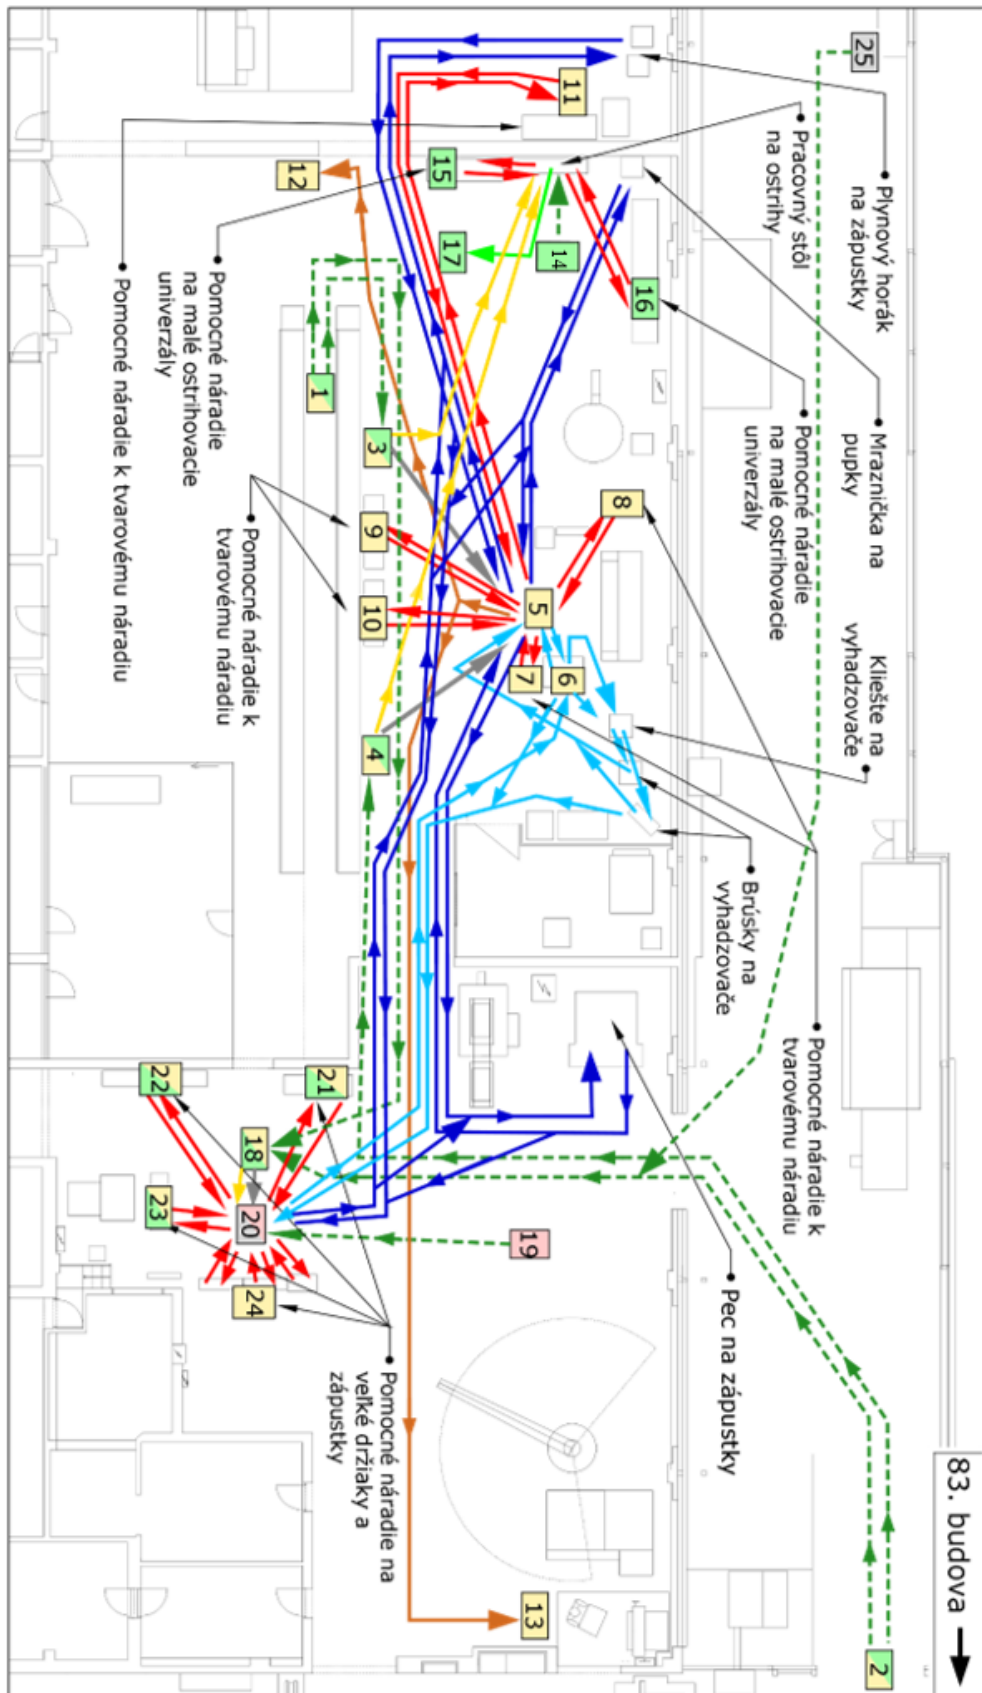 83. budova
25
Plynový horák
na zápustky
Mraznička na
pupky
Kliešte na
vyhadzovače
Pracovný stôl
na ostrihy
Pomocné náradie
na malé ostrihovacie
univerzály
Brúsky na
vyhadzovače
Pomocné náradie k
tvarovému náradiu
Pec na zápustky
2
11
15
14
16
12
17
1
3
8
9
5
10
7
6
4
Pomocné náradie
na malé ostrihovacie
univerzály
Pomocné náradie k tvarovému náradiu
Pomocné náradie k
tvarovému náradiu
22
21
18
23
20
19
24
Pomocné náradie na
veľké držiaky a
zápustky
13